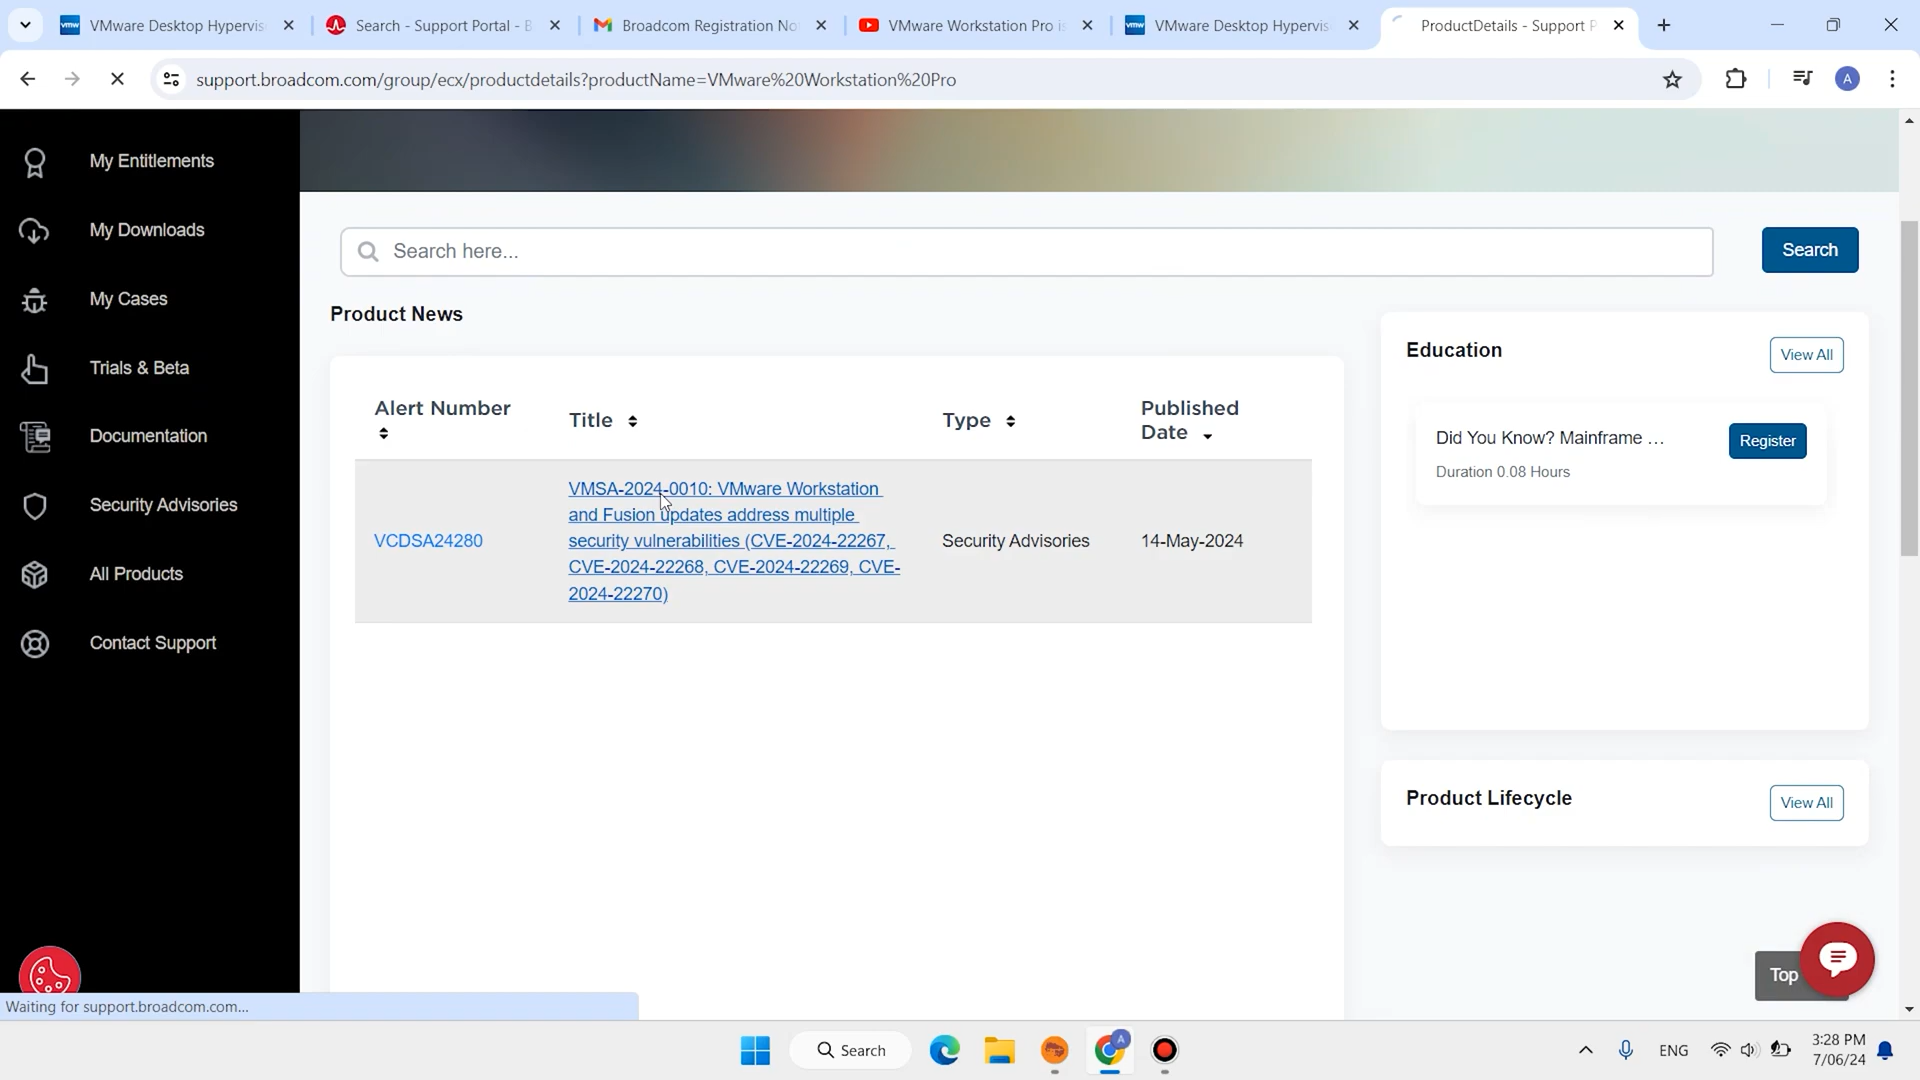 VMware Desktop Hypervis
Search - Support Portal - B
Broadcom Registration No
VMware Workstation Pro is
VMware Desktop Hypervis
ProductDetails - Support P
support.broadcom.com/group/ecx/productdetails?productName=VMware%20Workstation%20Pro
A
My Entitlements
My Downloads
My Cases
Trials & Beta
Documentation
Security Advisories
All Products
Contact Support
Search here...
Search
Product News
Alert Number
Title
Type
Published
Date
VCDSA24280
VMSA-2024-0010: VMware Workstation
and Fusion updates address multiple
security vulnerabilities (CVE-2024-22267,
CVE-2024-22268, CVE-2024-22269, CVE-
2024-22270)
Security Advisories
14-May-2024
Education
View All
Did You Know? Mainframe ...
Register
Duration 0.08 Hours
Product Lifecycle
View All
Top
Waiting for support.broadcom.com...
Search
A
ENG
3:28 PM
7/06/24